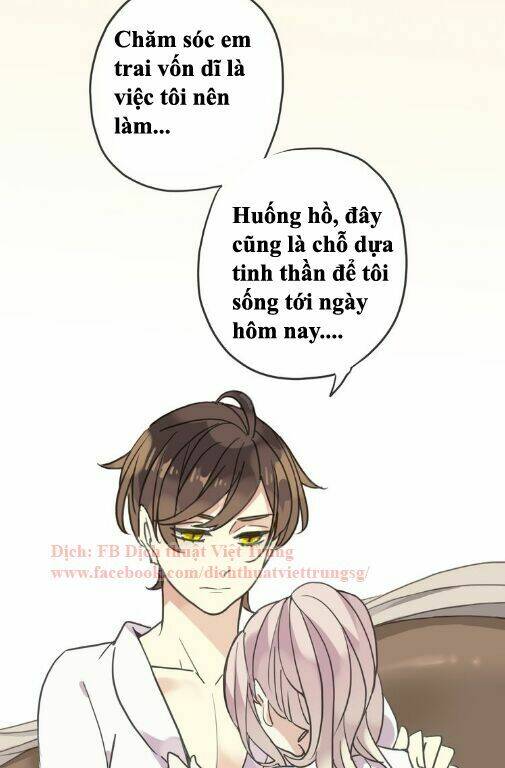 Chăm sóc em
trai vốn dĩ là
việc tôi nên
làm...
Huống hồ, đây
cũng là chỗ dựa
tinh thần để tôi
sống tới ngày
hôm nay....
Dịch: FB Dịch thuật Việt Trung
www.facebook.com/dichthuatviettrungsg/